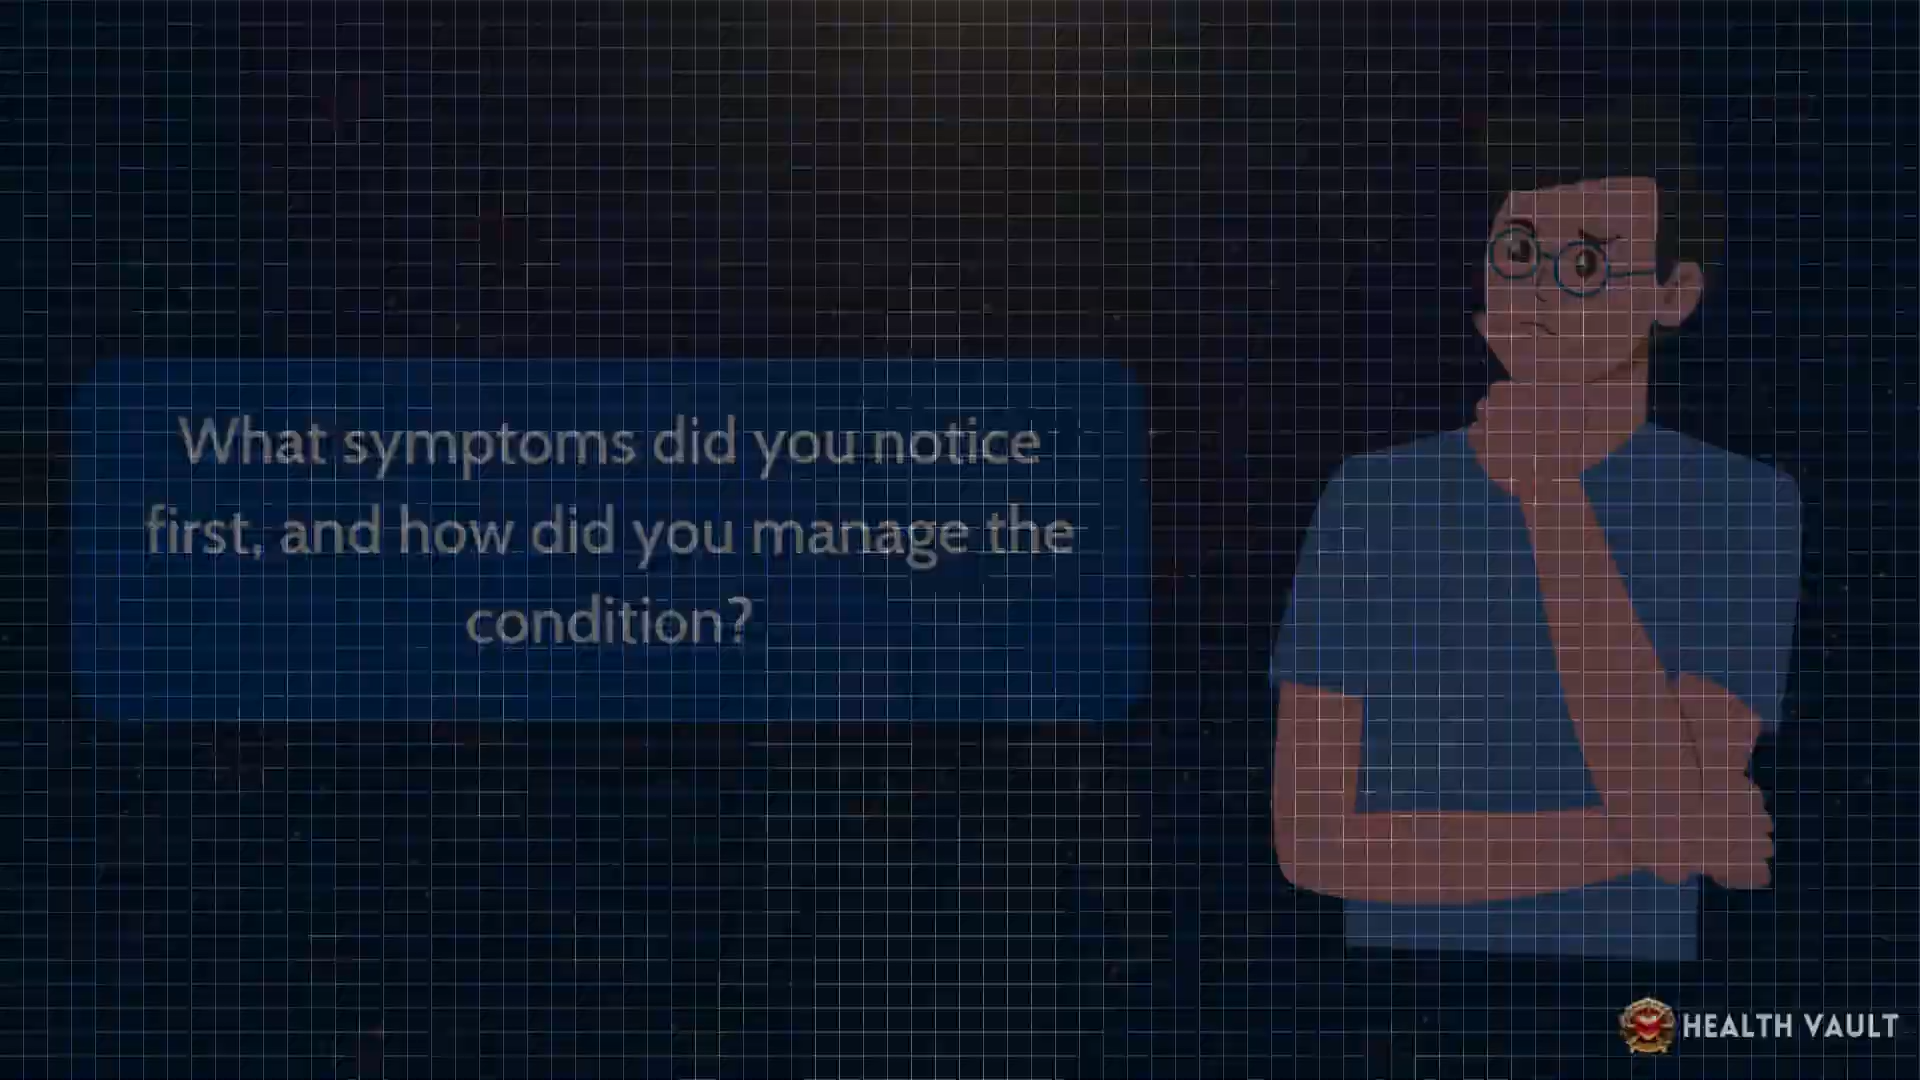 What symptoms did you notice
first, and how did you manage the
condition?
HEALTH VAULT